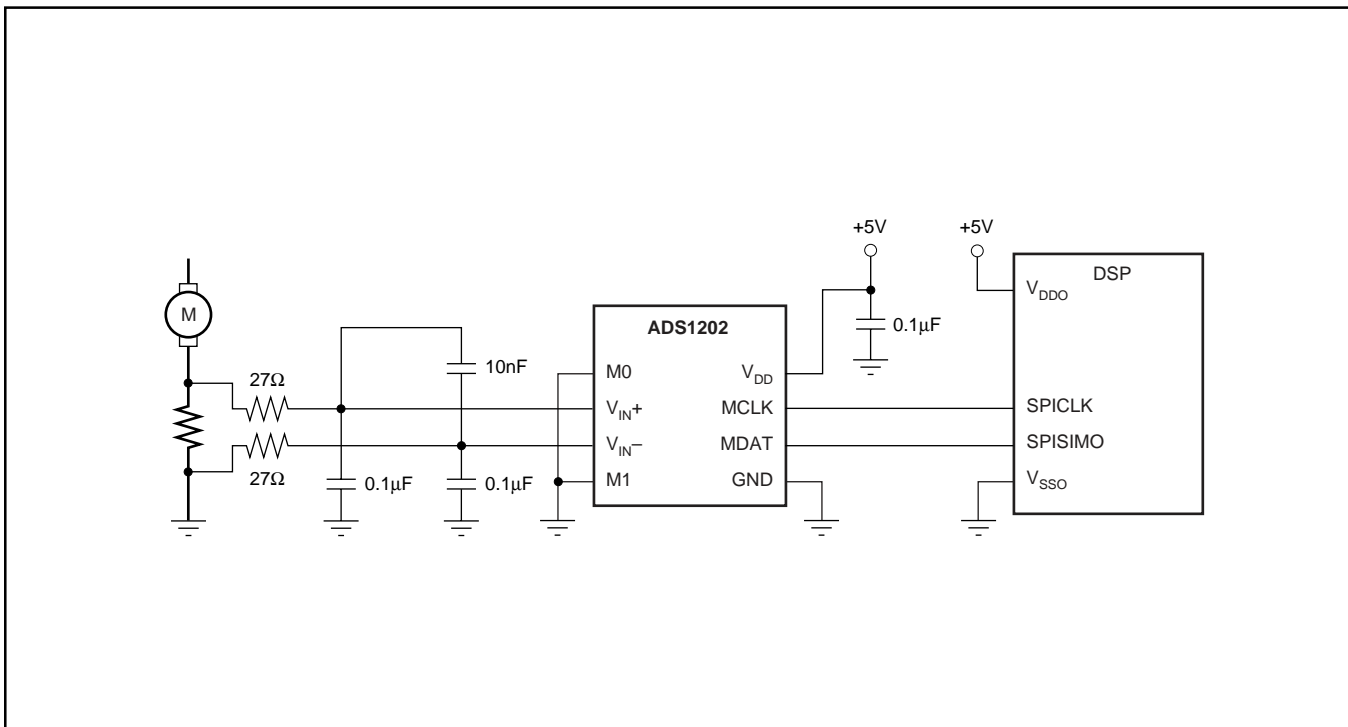 +5V
+5V
DSP
V_DDO
M
ADS1202
0.1µF
10nF
27Ω
M0
V_DD
V_IN+
MCLK
SPICLK
V_IN–
MDAT
SPISIMO
27Ω
0.1µF
0.1µF
M1
GND
V_SSO